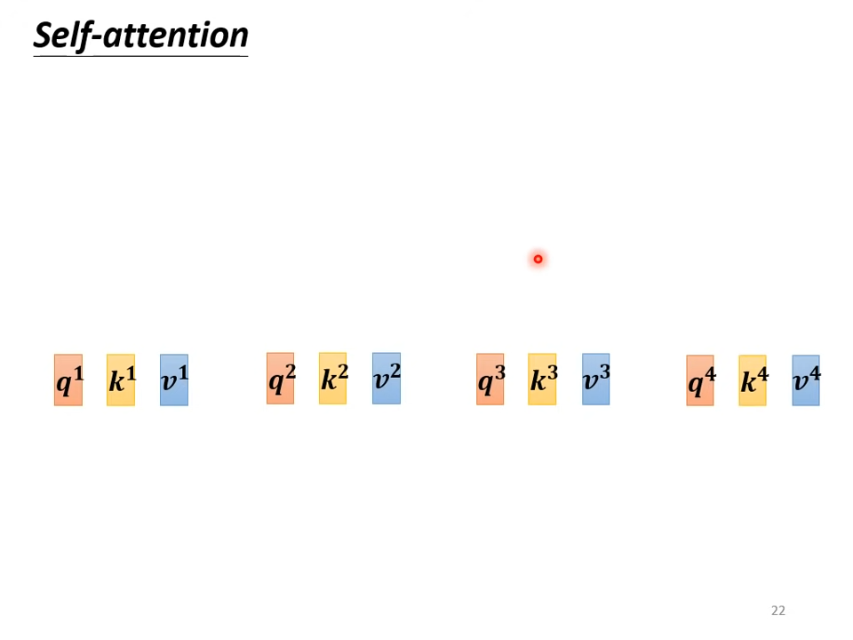 Self-attention
q¹ k¹ v¹ q² k² v² q³ k³ v³ q⁴ k⁴ v⁴
22